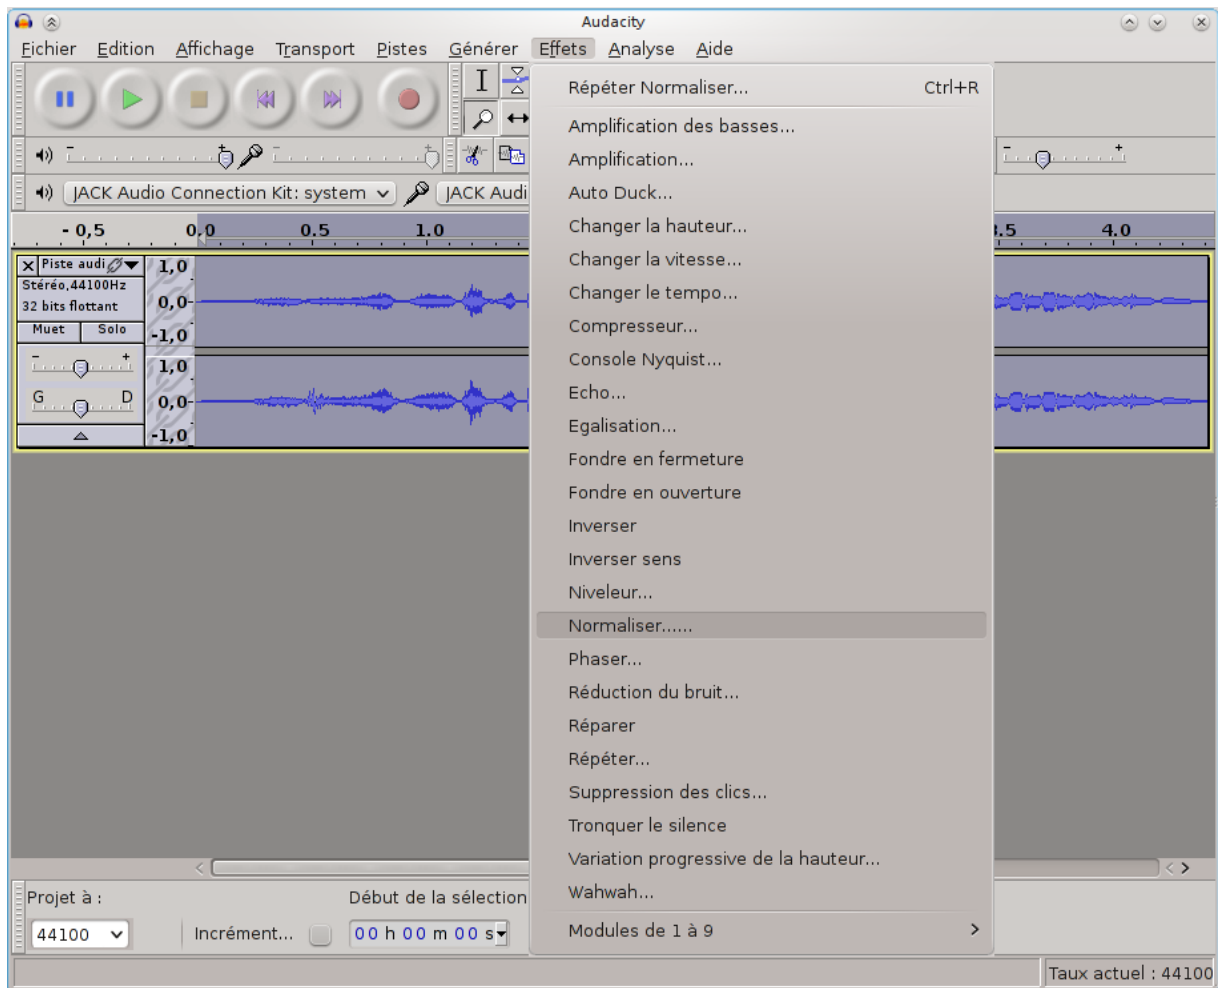 Audacity
Fichier Edition Affichage Transport Pistes Générer Effets Analyse Aide
Répéter Normaliser... Ctrl+R
Amplification des basses...
Amplification...
Auto Duck...
JACK Audio Connection Kit: system JACK Audi
Changer la hauteur...
- 0,5 0,0 0.5 1.0 3.5 4.0
Changer la vitesse...
Changer le tempo...
Compresseur...
Console Nyquist...
Echo...
Egalisation...
Fondre en fermeture
Fondre en ouverture
Inverser
Inverser sens
Niveleur...
Normaliser......
Phaser...
Réduction du bruit...
Réparer
Répéter...
Suppression des clics...
Tronquer le silence
Variation progressive de la hauteur...
Wahwah...
Modules de 1 à 9
Piste audi
Stéréo,44100Hz
32 bits flottant
Muet Solo
- +
G D
1,0
0,0-
-1,0
1,0
0,0-
-1,0
Projet à : Début de la sélection
44100 Incrément... 00 h 00 m 00 s
Taux actuel : 44100